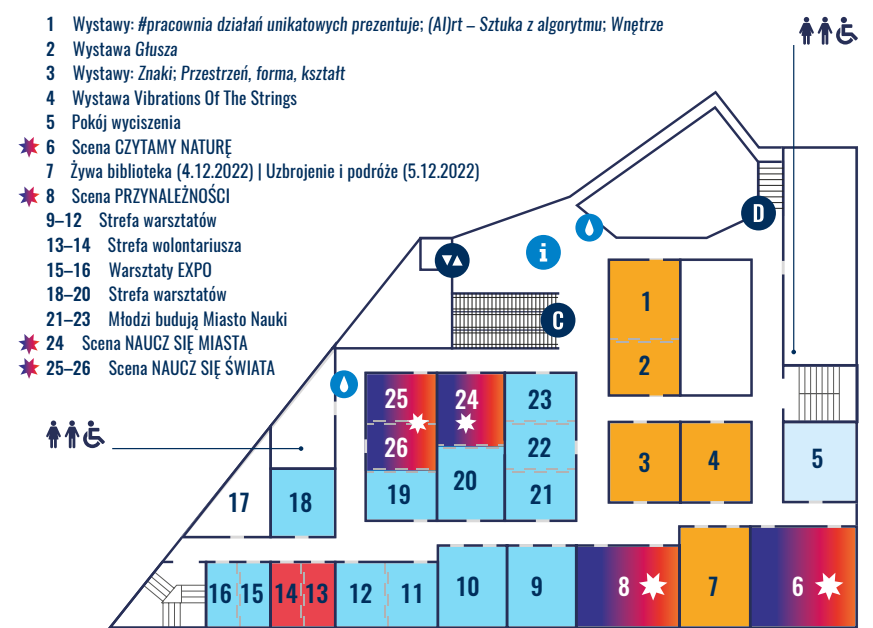 1 Wystawy: #pracownia działań unikatowych prezentuje; (AI)rt – Sztuka z algorytmu; Wnętrze
2 Wystawa Głusza
3 Wystawy: Znaki; Przestrzeń, forma, kształt
4 Wystawa Vibrations Of The Strings
5 Pokój wyciszenia
6 Scena CZYTAMY NATURĘ
7 Żywa biblioteka (4.12.2022) | Uzbrojenie i podróże (5.12.2022)
8 Scena PRZYNALEŻNOŚCI
9–12 Strefa warsztatów
13–14 Strefa wolontariusza
15–16 Warsztaty EXPO
18–20 Strefa warsztatów
21–23 Młodzi budują Miasto Nauki
24 Scena NAUCZ SIĘ MIASTA
25–26 Scena NAUCZ SIĘ ŚWIATA
D
i
C
1
2
25
24
23
26
22
19
20
21
3
4
5
17
18
16
15
14
13
12
11
10
9
8
7
6